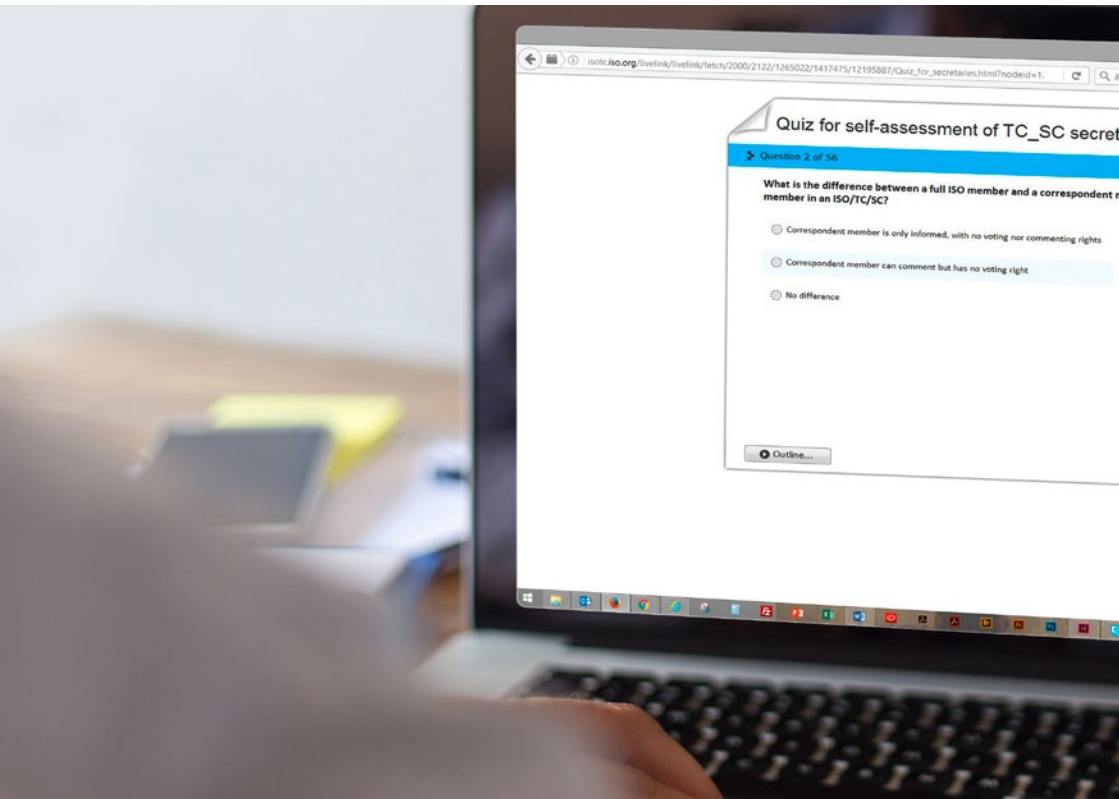 isotc.iso.org/livelink/livelink/fetch/2000/2122/1265022/1417475/12195887/Quiz_for_secretaries.html?nodeid=1.
Quiz for self-assessment of TC_SC secret
Question 2 of 56
What is the difference between a full ISO member and a correspondent
member in an ISO/TC/SC?
Correspondent member is only informed, with no voting nor commenting rights
Correspondent member can comment but has no voting right
No difference
Outline...